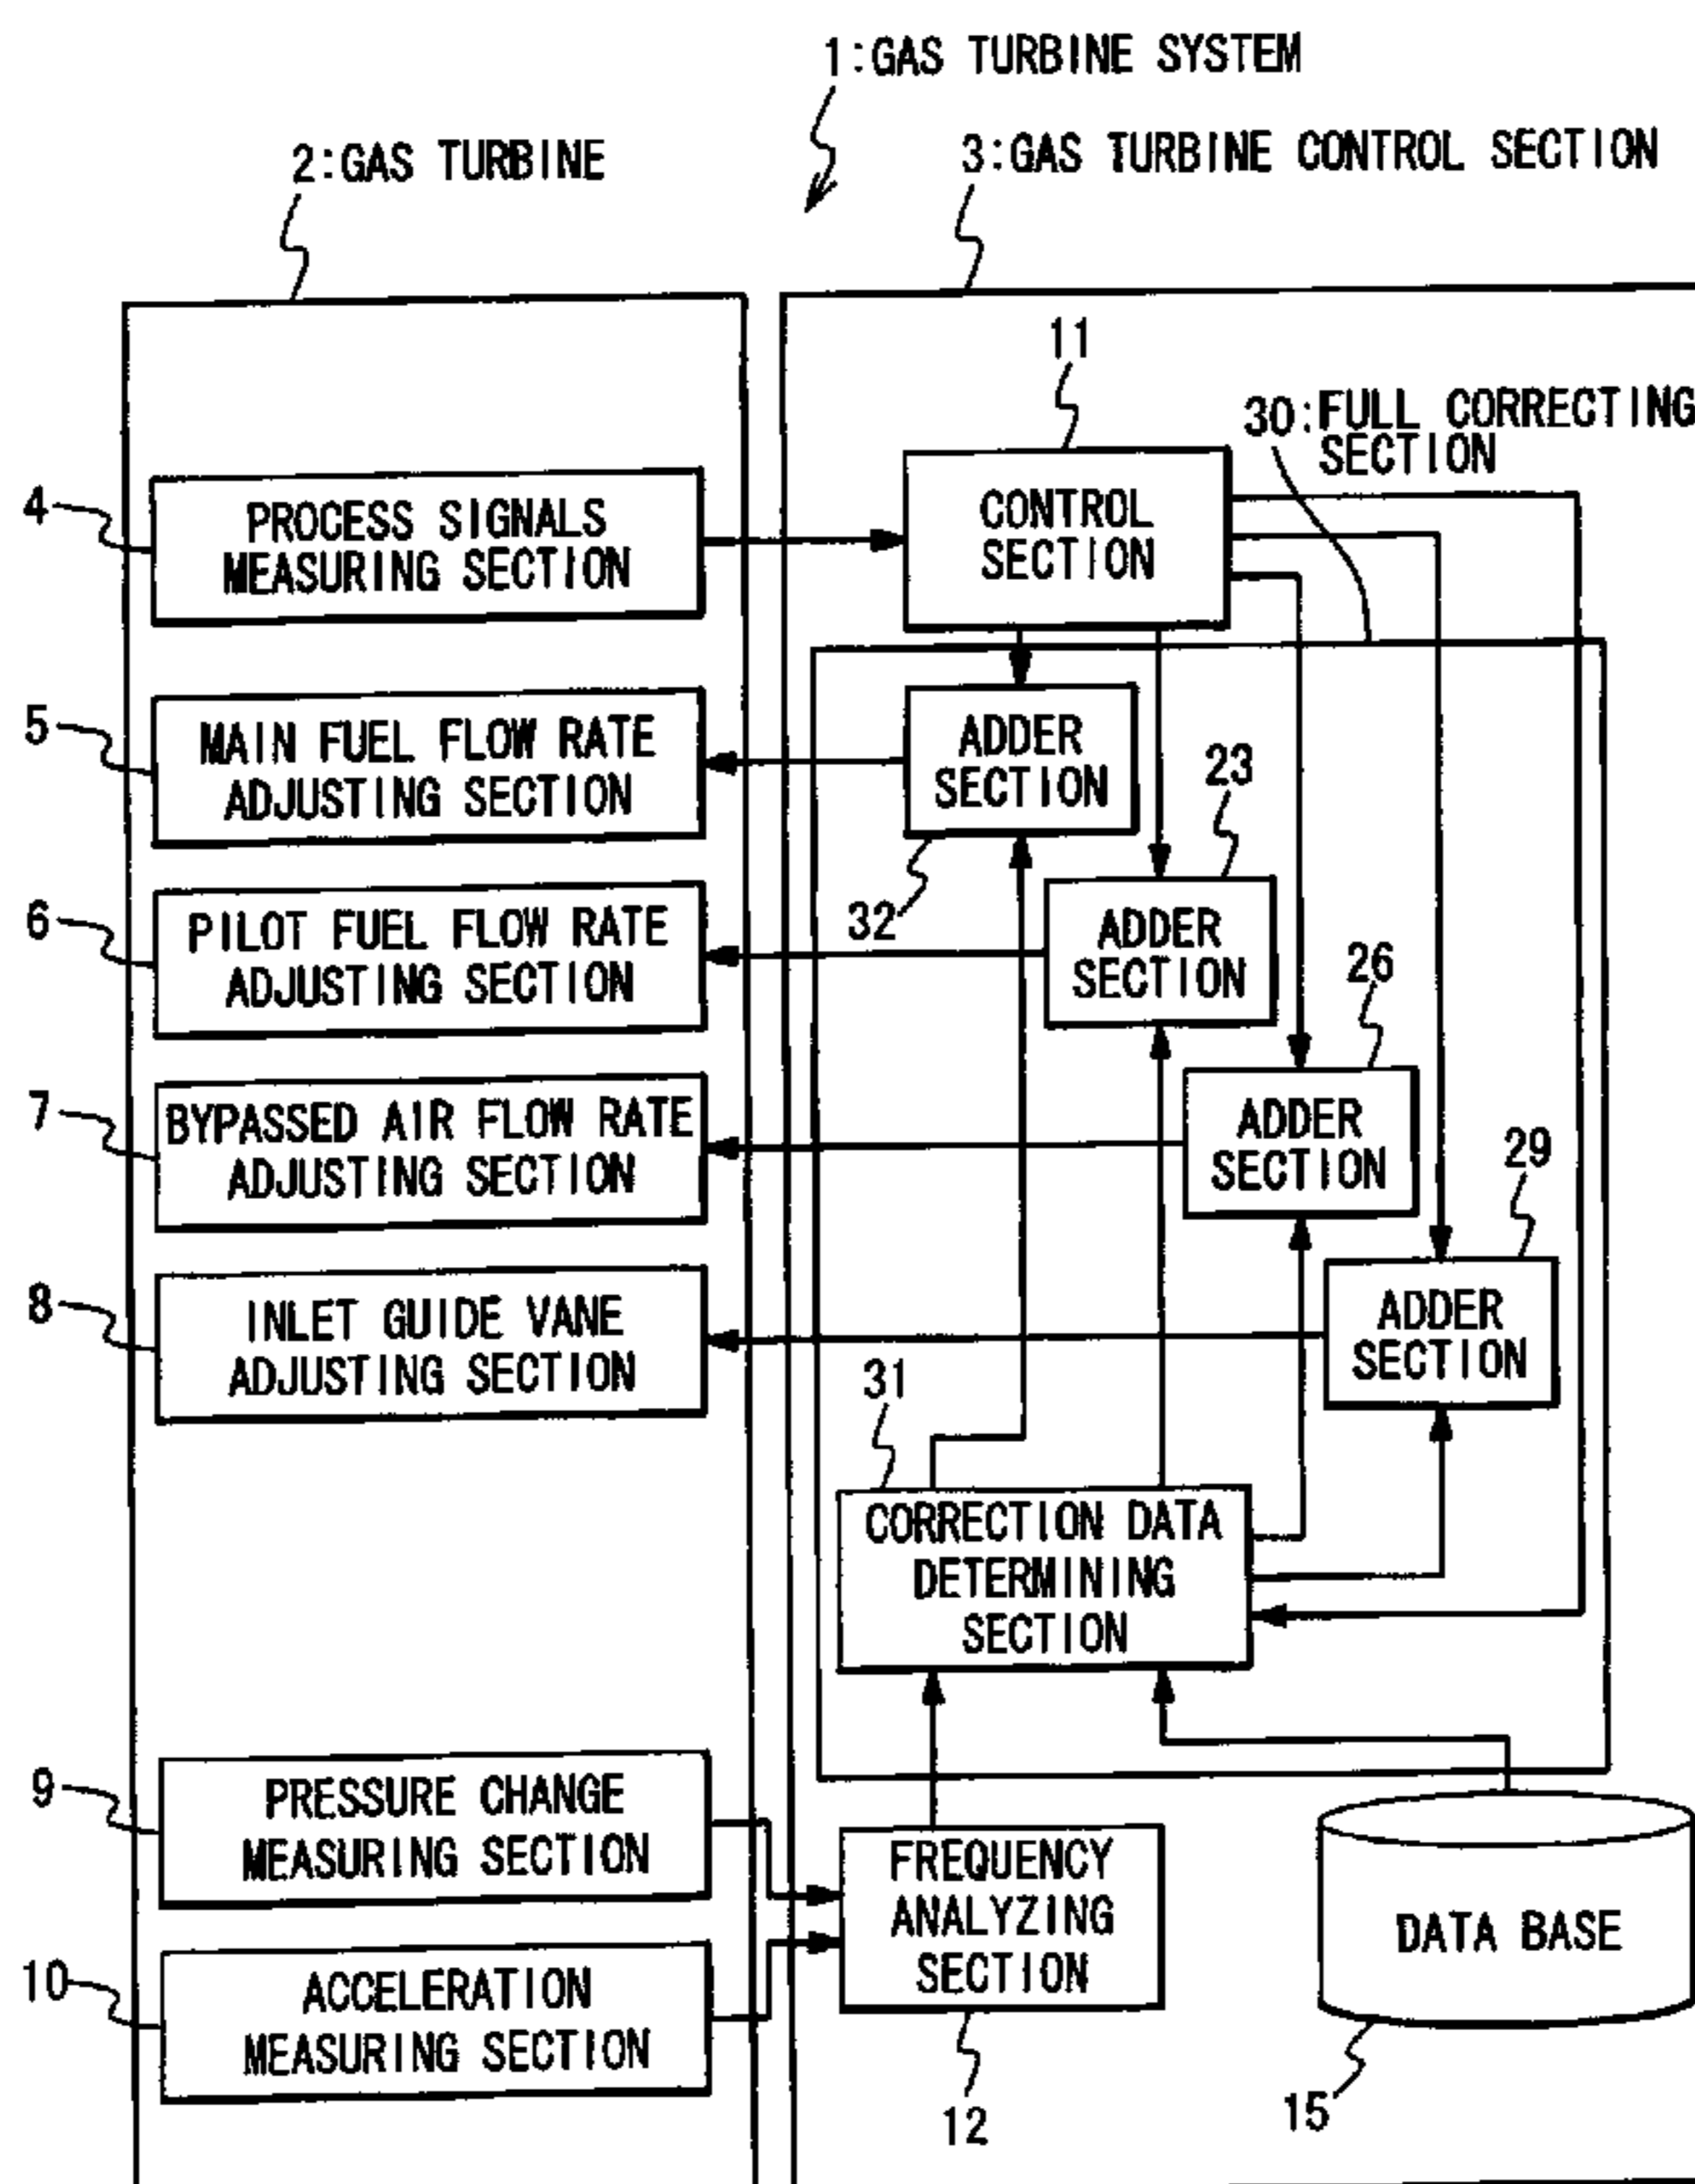 1:GAS TURBINE SYSTEM
2:GAS TURBINE
3:GAS TURBINE CONTROL SECTION
11
30:FULL CORRECTING
SECTION
4
PROCESS SIGNALS
MEASURING SECTION
CONTROL
SECTION
5
MAIN FUEL FLOW RATE
ADJUSTING SECTION
ADDER
SECTION
32
23
6
PILOT FUEL FLOW RATE
ADJUSTING SECTION
ADDER
SECTION
26
7
BYPASSED AIR FLOW RATE
ADJUSTING SECTION
ADDER
SECTION
29
8
INLET GUIDE VANE
ADJUSTING SECTION
ADDER
SECTION
31
CORRECTION DATA
DETERMINING
SECTION
9
PRESSURE CHANGE
MEASURING SECTION
FREQUENCY
ANALYZING
SECTION
12
DATA BASE
15
10
ACCELERATION
MEASURING SECTION